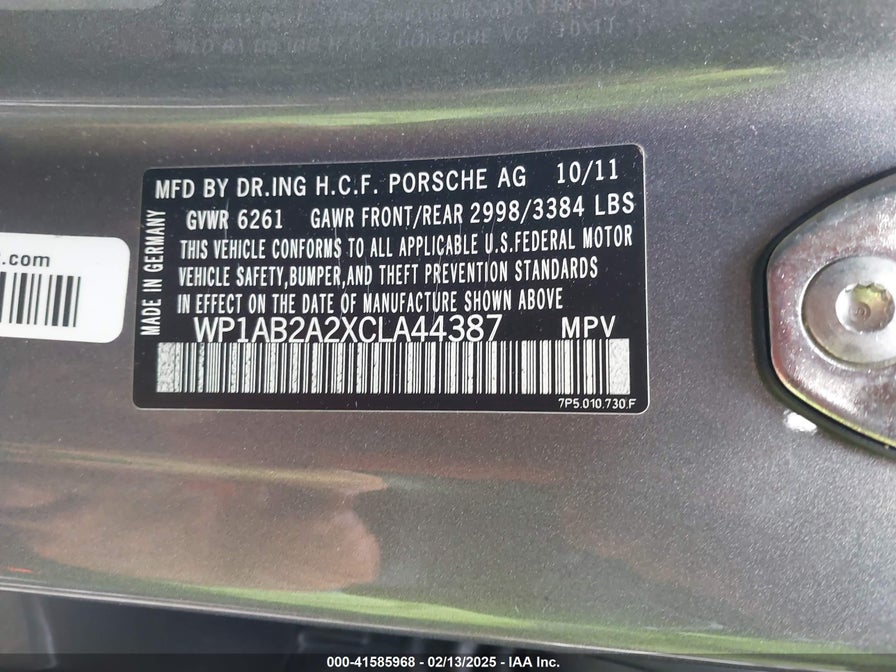 MFD BY DR.ING H.C.F. PORSCHE AG 10/11
GVWR 6261 GAWR FRONT/REAR 2998/3384 LBS
THIS VEHICLE CONFORMS TO ALL APPLICABLE U.S.FEDERAL MOTOR
VEHICLE SAFETY,BUMPER,AND THEFT PREVENTION STANDARDS
IN EFFECT ON THE DATE OF MANUFACTURE SHOWN ABOVE
WP1AB2A2XCLA44387 MPV
7P5.010.730.F
MADE IN GERMANY
.com
000-41585968 - 02/13/2025 - IAA Inc.